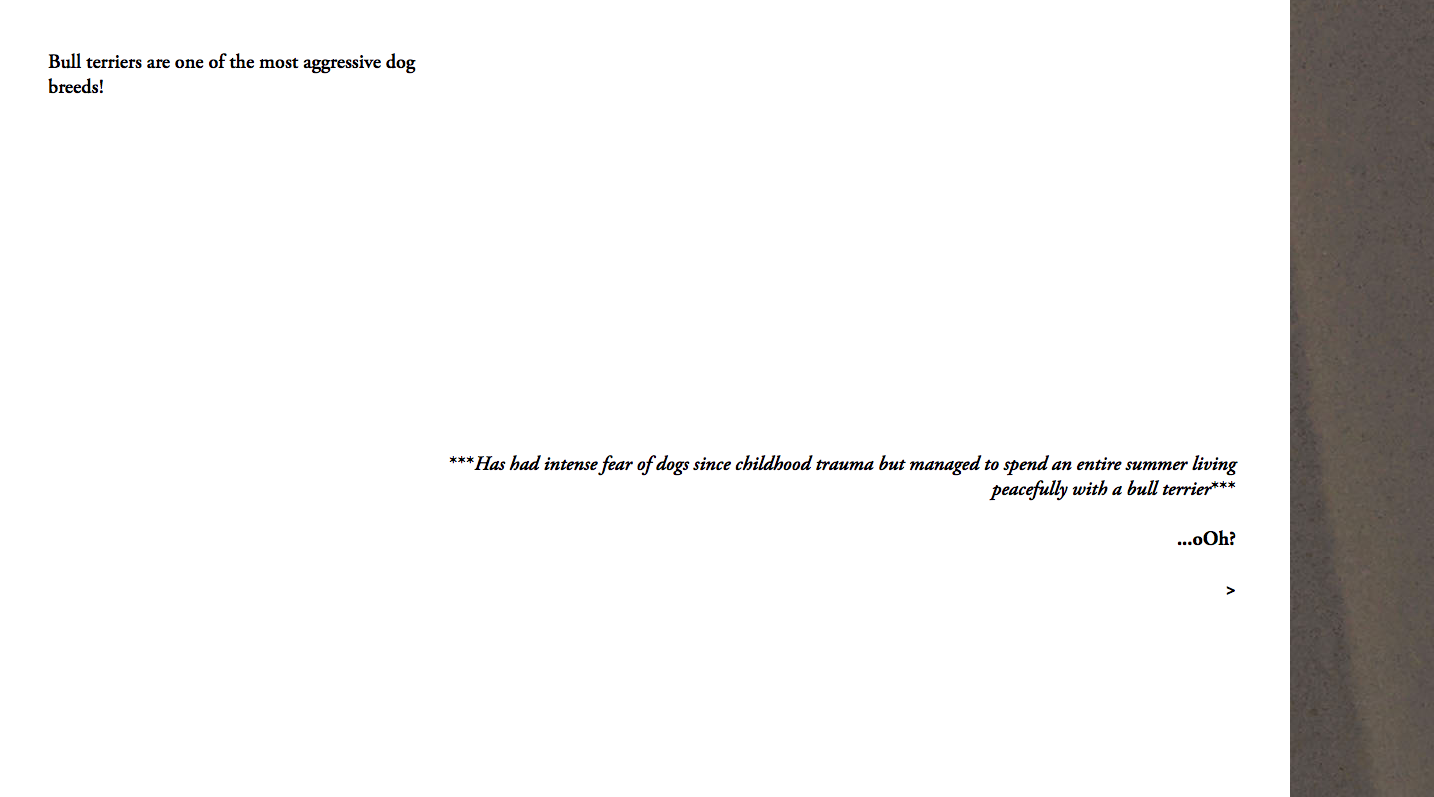 Bull terriers are one of the most aggressive dog
breeds!
***Has had intense fear of dogs since childhood trauma but managed to spend an entire summer living
peacefully with a bull terrier***
...oOh?
>